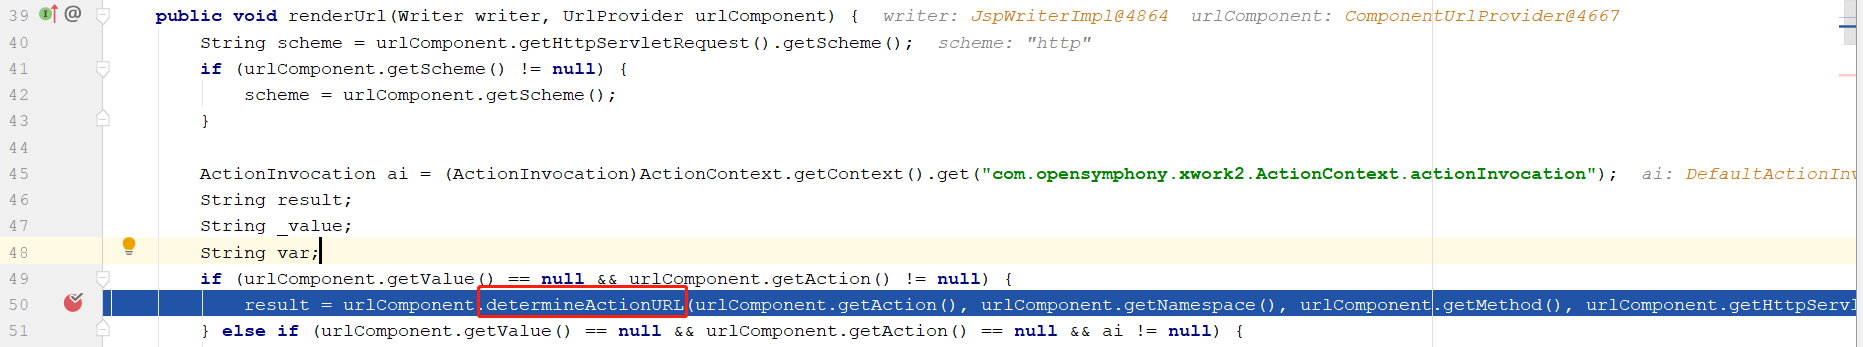 39 I @ public void renderUrl(Writer writer, UrlProvider urlComponent) { writer: JspWriterImpl@4864 urlComponent: ComponentUrlProvider@4667
40 String scheme = urlComponent.getHttpServletRequest().getScheme(); scheme: "http"
41 if (urlComponent.getScheme() != null) {
42 scheme = urlComponent.getScheme();
43 }
44
45 ActionInvocation ai = (ActionInvocation)ActionContext.getContext().get("com.opensymphony.xwork2.ActionContext.actionInvocation"); ai: DefaultActionInv
46 String result;
47 String _value;
48 String var;
49 if (urlComponent.getValue() == null && urlComponent.getAction() != null) {
50 result = urlComponent.determineActionURL(urlComponent.getAction(), urlComponent.getNamespace(), urlComponent.getMethod(), urlComponent.getHttpServl
51 } else if (urlComponent.getValue() == null && urlComponent.getAction() == null && ai != null) {